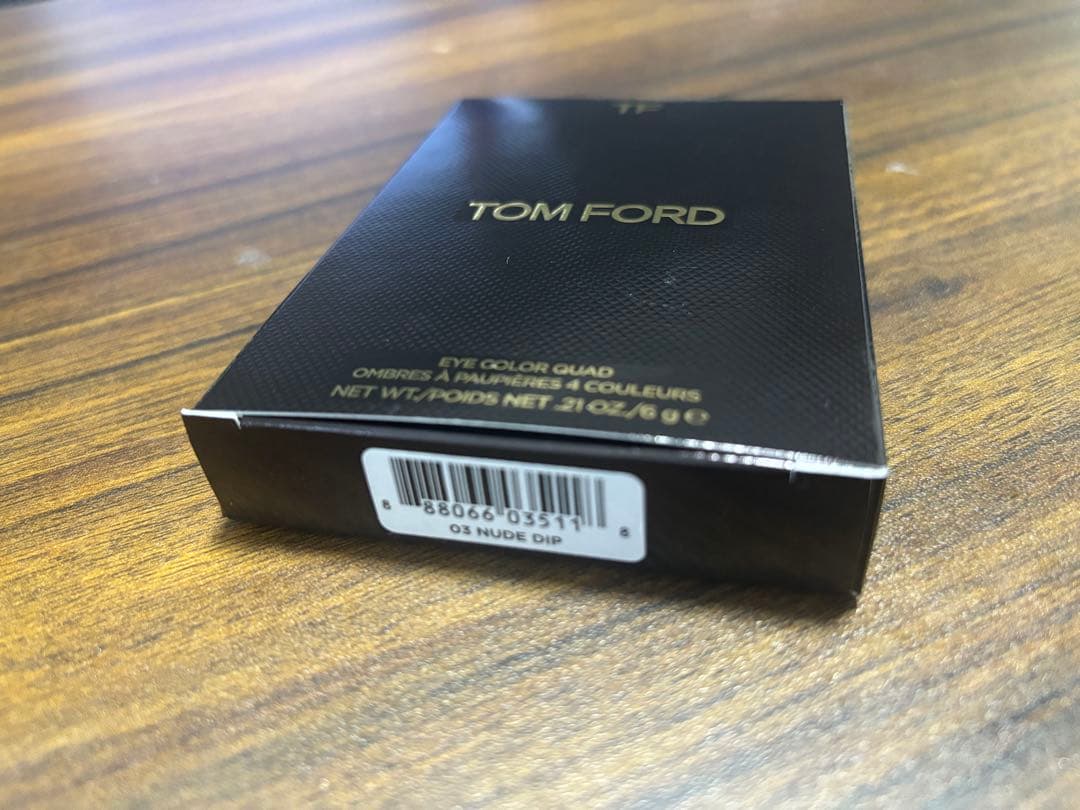 TF
TOM FORD
EYE COLOR QUAD
OMBRES À PAUPIÈRES 4 COULEURS
NET WT./POIDS NET .21 OZ./6 g ℮
8 88066 03511 8
03 NUDE DIP